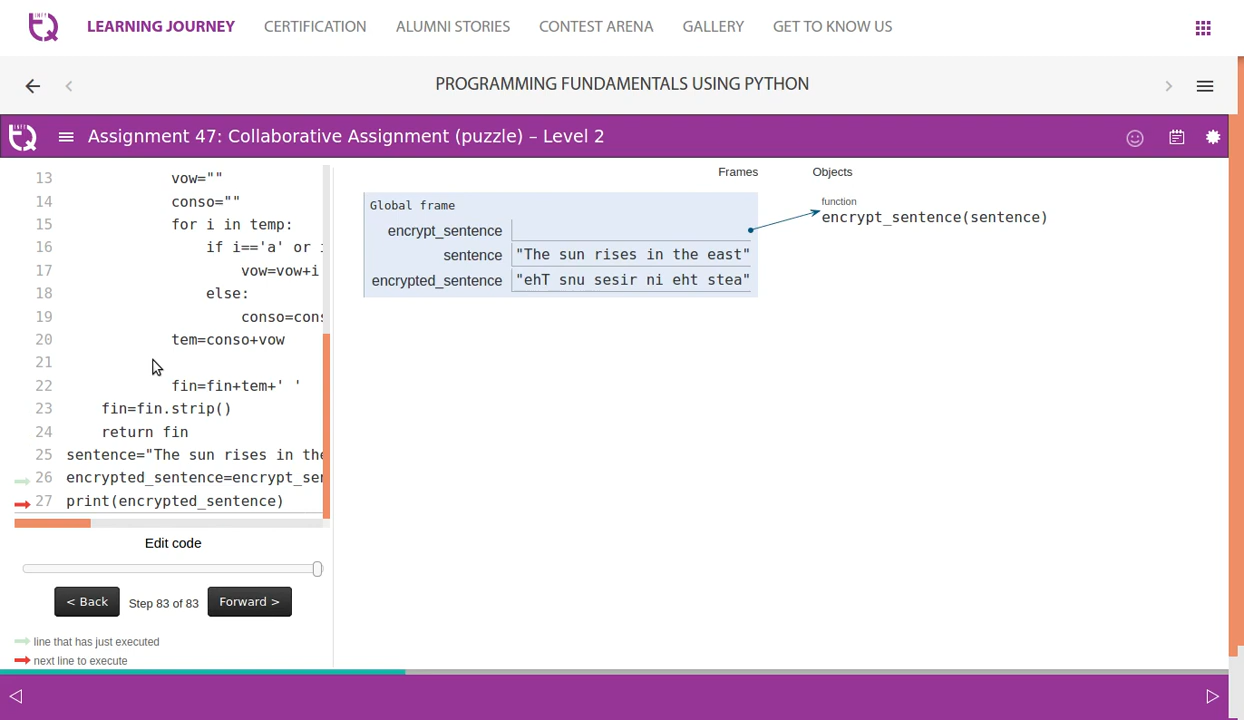 LEARNING JOURNEY CERTIFICATION ALUMNI STORIES CONTEST ARENA GALLERY GET TO KNOW US
PROGRAMMING FUNDAMENTALS USING PYTHON
Assignment 47: Collaborative Assignment (puzzle) – Level 2
13 vow=""
14 conso=""
15 for i in temp:
16 if i=='a' or
17 vow=vow+i
18 else:
19 conso=cons
20 tem=conso+vow
21
22 fin=fin+tem+' '
23 fin=fin.strip()
24 return fin
25 sentence="The sun rises in the
26 encrypted_sentence=encrypt_sen
27 print(encrypted_sentence)
Edit code
< Back Step 83 of 83 Forward >
line that has just executed
next line to execute
Frames Objects
Global frame
encrypt_sentence
sentence "The sun rises in the east"
encrypted_sentence "ehT snu sesir ni eht stea"
function
encrypt_sentence(sentence)